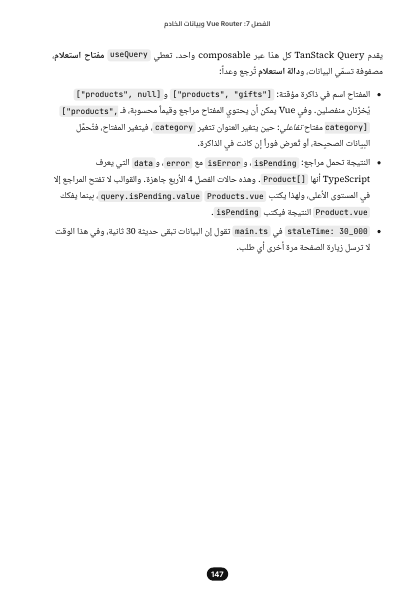 الفصل 7: Vue Router وبيانات الخادم
يقدم TanStack Query كل هذا عبر composable واحد. تعطي useQuery مفتاح استعلام،
مصفوفة تسمّي البيانات، ودالة استعلام تُرجع وعداً:
• المفتاح اسم في ذاكرة مؤقتة: ["products", "gifts"] و ["products", null]
يُخزَّنان منفصلين. وفي Vue يمكن أن يحتوي المفتاح مراجع وقيماً محسوبة، فـ ["products",
category] مفتاح تفاعلي: حين يتغير العنوان تتغير category، فيتغير المفتاح، فتُحمَّل
البيانات الصحيحة، أو تُعرض فوراً إن كانت في الذاكرة.
• النتيجة تحمل مراجع: isPending، و isError مع error، و data التي يعرف
TypeScript أنها Product[]. وهذه حالات الفصل 4 الأربع جاهزة. والقوالب لا تفتح المراجع إلا
في المستوى الأعلى، ولهذا يكتب Products.vue query.isPending.value، بينما يفكك
Product.vue النتيجة فيكتب isPending.
• staleTime: 30_000 في main.ts تقول إن البيانات تبقى حديثة 30 ثانية، وفي هذا الوقت
لا ترسل زيارة الصفحة مرة أخرى أي طلب.
147